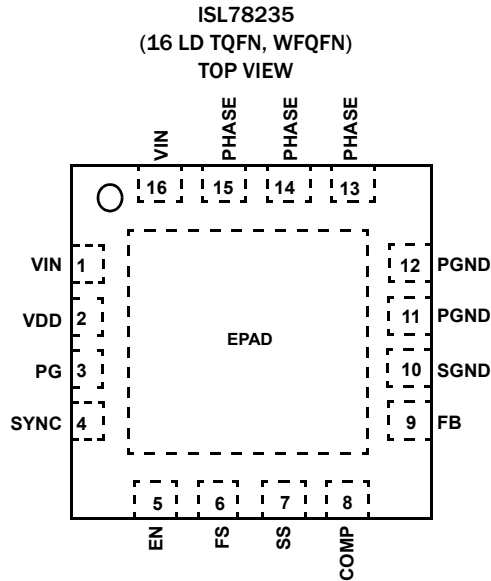 ISL78235
(16 LD TQFN, WFQFN)
TOP VIEW
VIN
PHASE
PHASE
PHASE
16
15
14
13
VIN 1
12 PGND
VDD 2
11 PGND
PG 3
10 SGND
SYNC 4
9 FB
EPAD
5
6
7
8
EN
FS
SS
COMP